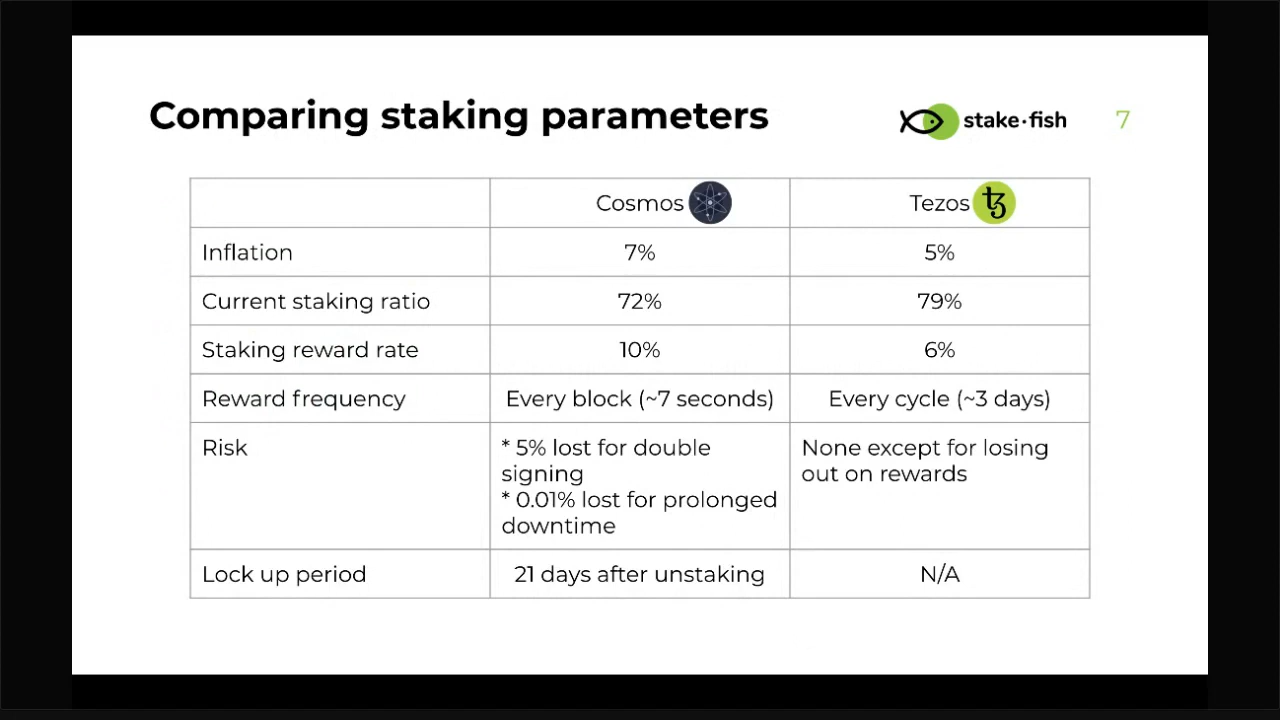 Comparing staking parameters
stake·fish
7
Cosmos
Tezos
Inflation
7%
5%
Current staking ratio
72%
79%
Staking reward rate
10%
6%
Reward frequency
Every block (~7 seconds)
Every cycle (~3 days)
Risk
* 5% lost for double
signing
* 0.01% lost for prolonged
downtime
None except for losing
out on rewards
Lock up period
21 days after unstaking
N/A